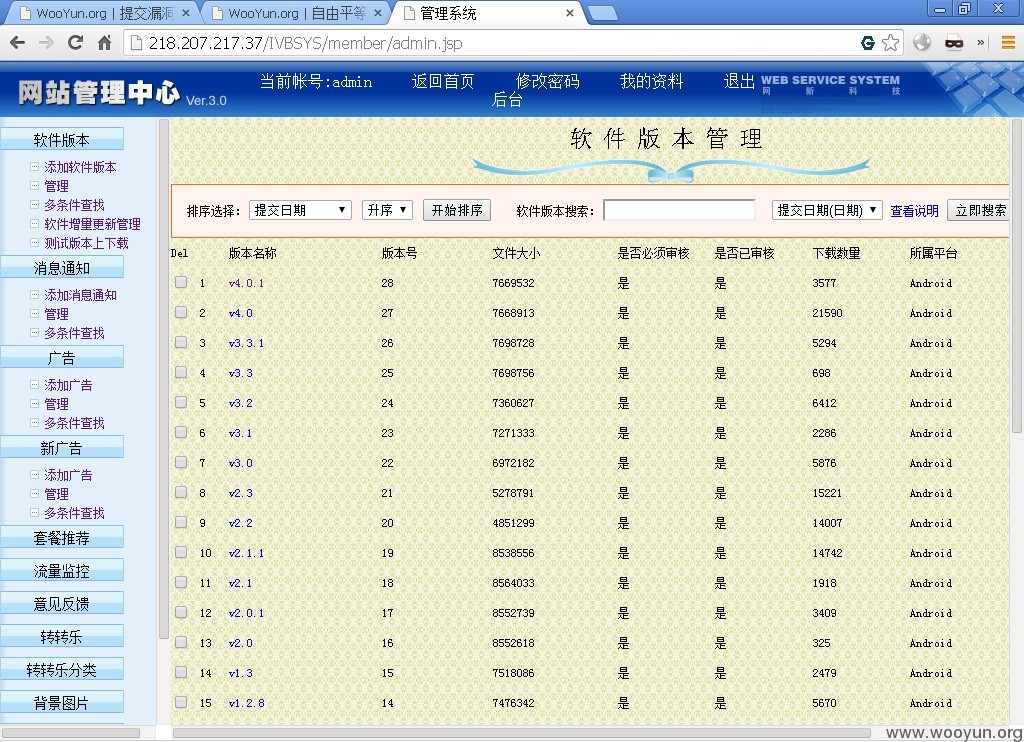 WooYun.org | 提交漏洞
WooYun.org | 自由平等
管理系统
218.207.217.37/IVBSYS/member/admin.jsp
网站管理中心 Ver.3.0
当前帐号:admin 返回首页 修改密码 我的资料 退出
后台
WEB SERVICE SYSTEM
网 新 科 技
软件版本
添加软件版本
管理
多条件查找
软件增量更新管理
测试版本上下载
消息通知
添加消息通知
管理
多条件查找
广告
添加广告
管理
多条件查找
新广告
添加广告
管理
多条件查找
套餐推荐
流量监控
意见反馈
转转乐
转转乐分类
背景图片
软件版本管理
排序选择: 提交日期 升序 开始排序 软件版本搜索: 提交日期(日期) 查看说明 立即搜索
Del 版本名称 版本号 文件大小 是否必须审核 是否已审核 下载数量 所属平台
1 v4.0.1 28 7669532 是 是 3577 Android
2 v4.0 27 7668913 是 是 21590 Android
3 v3.3.1 26 7698728 是 是 5294 Android
4 v3.3 25 7698756 是 是 698 Android
5 v3.2 24 7360627 是 是 6412 Android
6 v3.1 23 7271333 是 是 2286 Android
7 v3.0 22 6972182 是 是 5876 Android
8 v2.3 21 5278791 是 是 15221 Android
9 v2.2 20 4851299 是 是 14007 Android
10 v2.1.1 19 8538556 是 是 14742 Android
11 v2.1 18 8564033 是 是 1918 Android
12 v2.0.1 17 8552739 是 是 3409 Android
13 v2.0 16 8552618 是 是 325 Android
14 v1.3 15 7518086 是 是 2479 Android
15 v1.2.8 14 7476342 是 是 5670 Android
www.wooyun.org